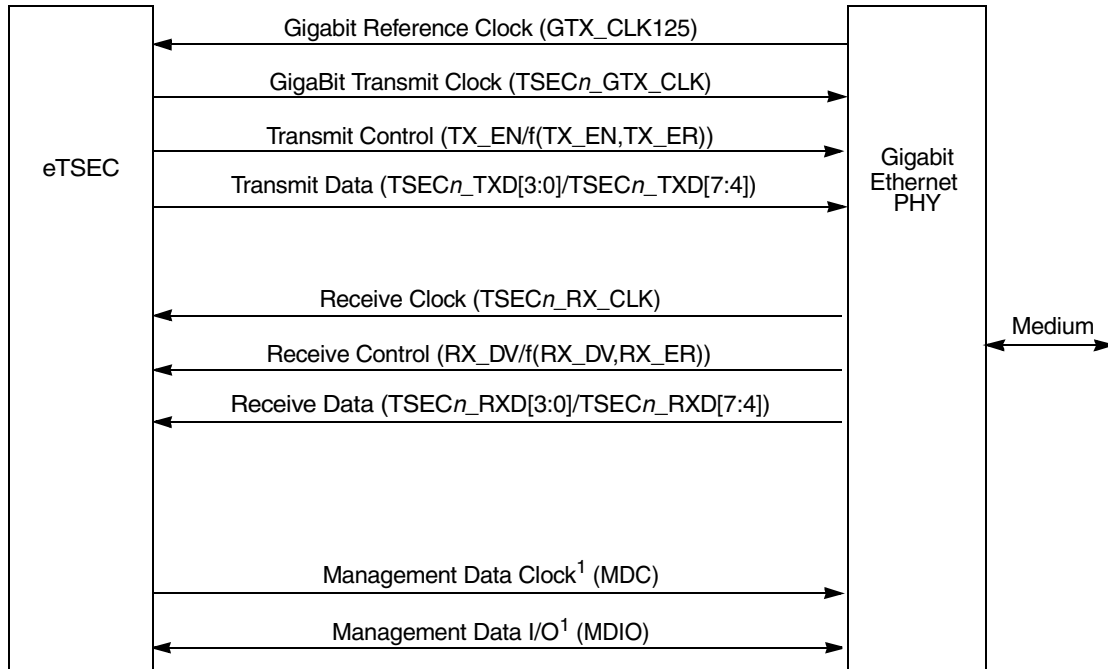 Gigabit Reference Clock (GTX_CLK125)
GigaBit Transmit Clock (TSECn_GTX_CLK)
Transmit Control (TX_EN/f(TX_EN,TX_ER))
eTSEC
Transmit Data (TSECn_TXD[3:0]/TSECn_TXD[7:4])
Gigabit
Ethernet
PHY
Receive Clock (TSECn_RX_CLK)
Medium
Receive Control (RX_DV/f(RX_DV,RX_ER))
Receive Data (TSECn_RXD[3:0]/TSECn_RXD[7:4])
Management Data Clock¹ (MDC)
Management Data I/O¹ (MDIO)